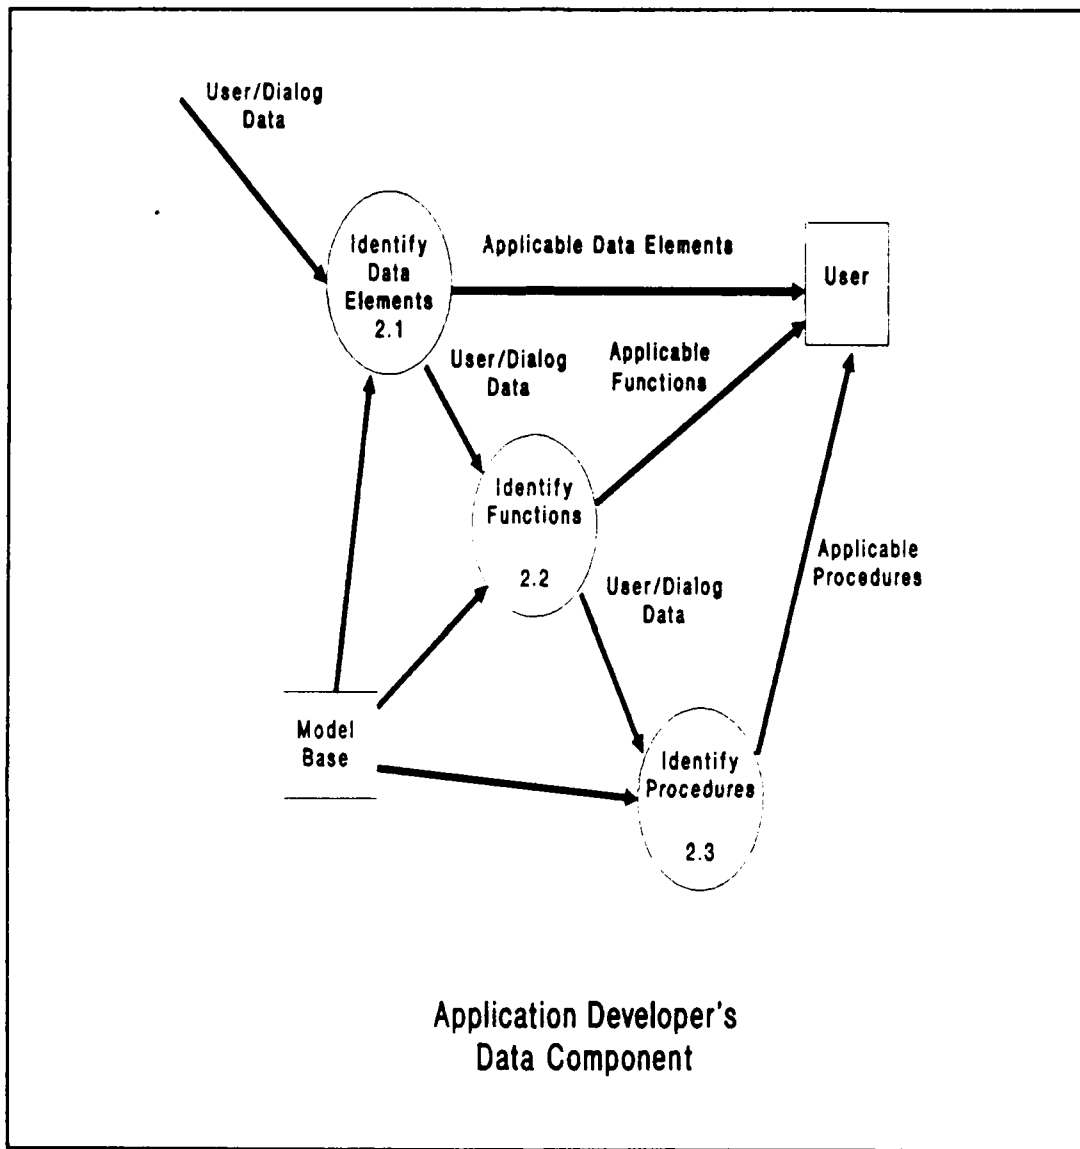 User/Dialog
Data
Identify
Data
Elements
2.1
Applicable Data Elements
User
User/Dialog
Data
Applicable
Functions
Identify
Functions
2.2
User/Dialog
Data
Applicable
Procedures
Model
Base
Identify
Procedures
2.3
Application Developer's
Data Component